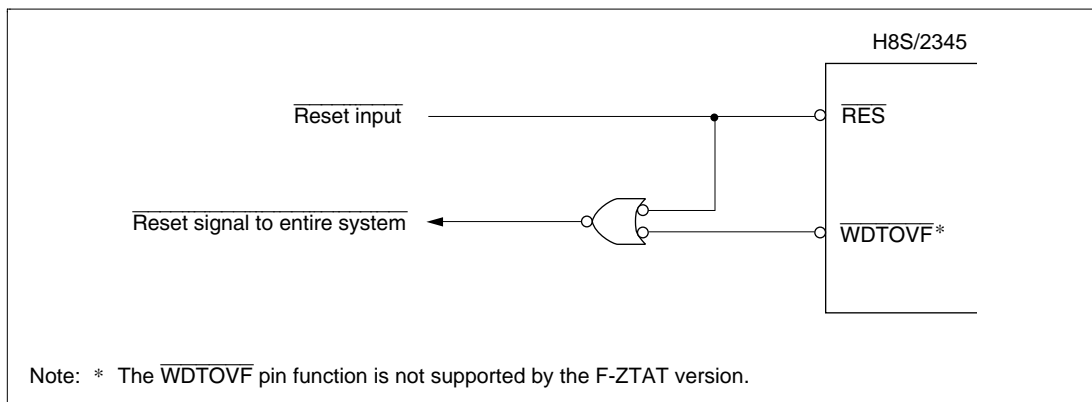 H8S/2345
Reset input
RES
Reset signal to entire system
WDTOVF*
Note: * The WDTOVF pin function is not supported by the F-ZTAT version.